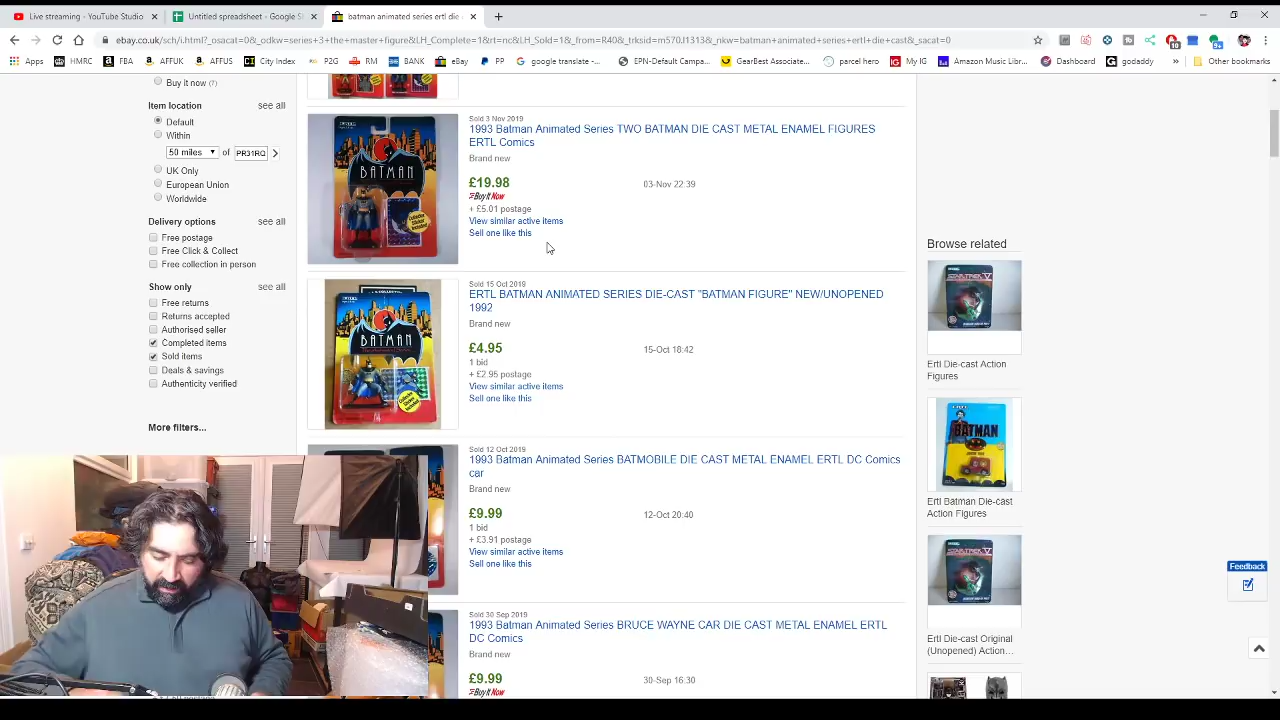 Live streaming - YouTube Studio
Untitled spreadsheet - Google S
batman animated series ertl die
ebay.co.uk/sch/i.html?_osacat=0&_odkw=series+3+the+master+figure&LH_Complete=1&rt=nc&LH_Sold=1&_from=R40&_trksid=m570.l1313&_nkw=batman+animated+series+ertl+die+cast&_sacat=0
Apps
HMRC
FBA
AFFUK
AFFUS
City Index
P2G
RM
BANK
eBay
PP
google translate -...
EPN-Default Campa...
GearBest Associate...
parcel hero
My IG
Amazon Music Libr...
Dashboard
godaddy
»
Other bookmarks
Buy it now (7)
Item location
see all
Default
Within
50 miles
of
PR31RQ
UK Only
European Union
Worldwide
Delivery options
see all
Free postage
Free Click & Collect
Free collection in person
Show only
see all
Free returns
Returns accepted
Authorised seller
Completed items
Sold items
Deals & savings
Authenticity verified
More filters...
Sold 3 Nov 2019
1993 Batman Animated Series TWO BATMAN DIE CAST METAL ENAMEL FIGURES
ERTL Comics
Brand new
£19.98
03-Nov 22:39
Buy It Now
+ £5.01 postage
View similar active items
Sell one like this
BATMAN
Sold 15 Oct 2019
ERTL BATMAN ANIMATED SERIES DIE-CAST "BATMAN FIGURE" NEW/UNOPENED
1992
Brand new
£4.95
15-Oct 18:42
1 bid
+ £2.95 postage
View similar active items
Sell one like this
BATMAN
Sold 12 Oct 2019
1993 Batman Animated Series BATMOBILE DIE CAST METAL ENAMEL ERTL DC Comics
car
Brand new
£9.99
12-Oct 20:40
1 bid
+ £3.91 postage
View similar active items
Sell one like this
Sold 30 Sep 2019
1993 Batman Animated Series BRUCE WAYNE CAR DIE CAST METAL ENAMEL ERTL
DC Comics
Brand new
£9.99
30-Sep 16:30
Buy It Now
Browse related
Ertl Die-cast Action
Figures
BATMAN
Ertl Batman Die-cast
Action Figures
Ertl Die-cast Original
(Unopened) Action...
Feedback